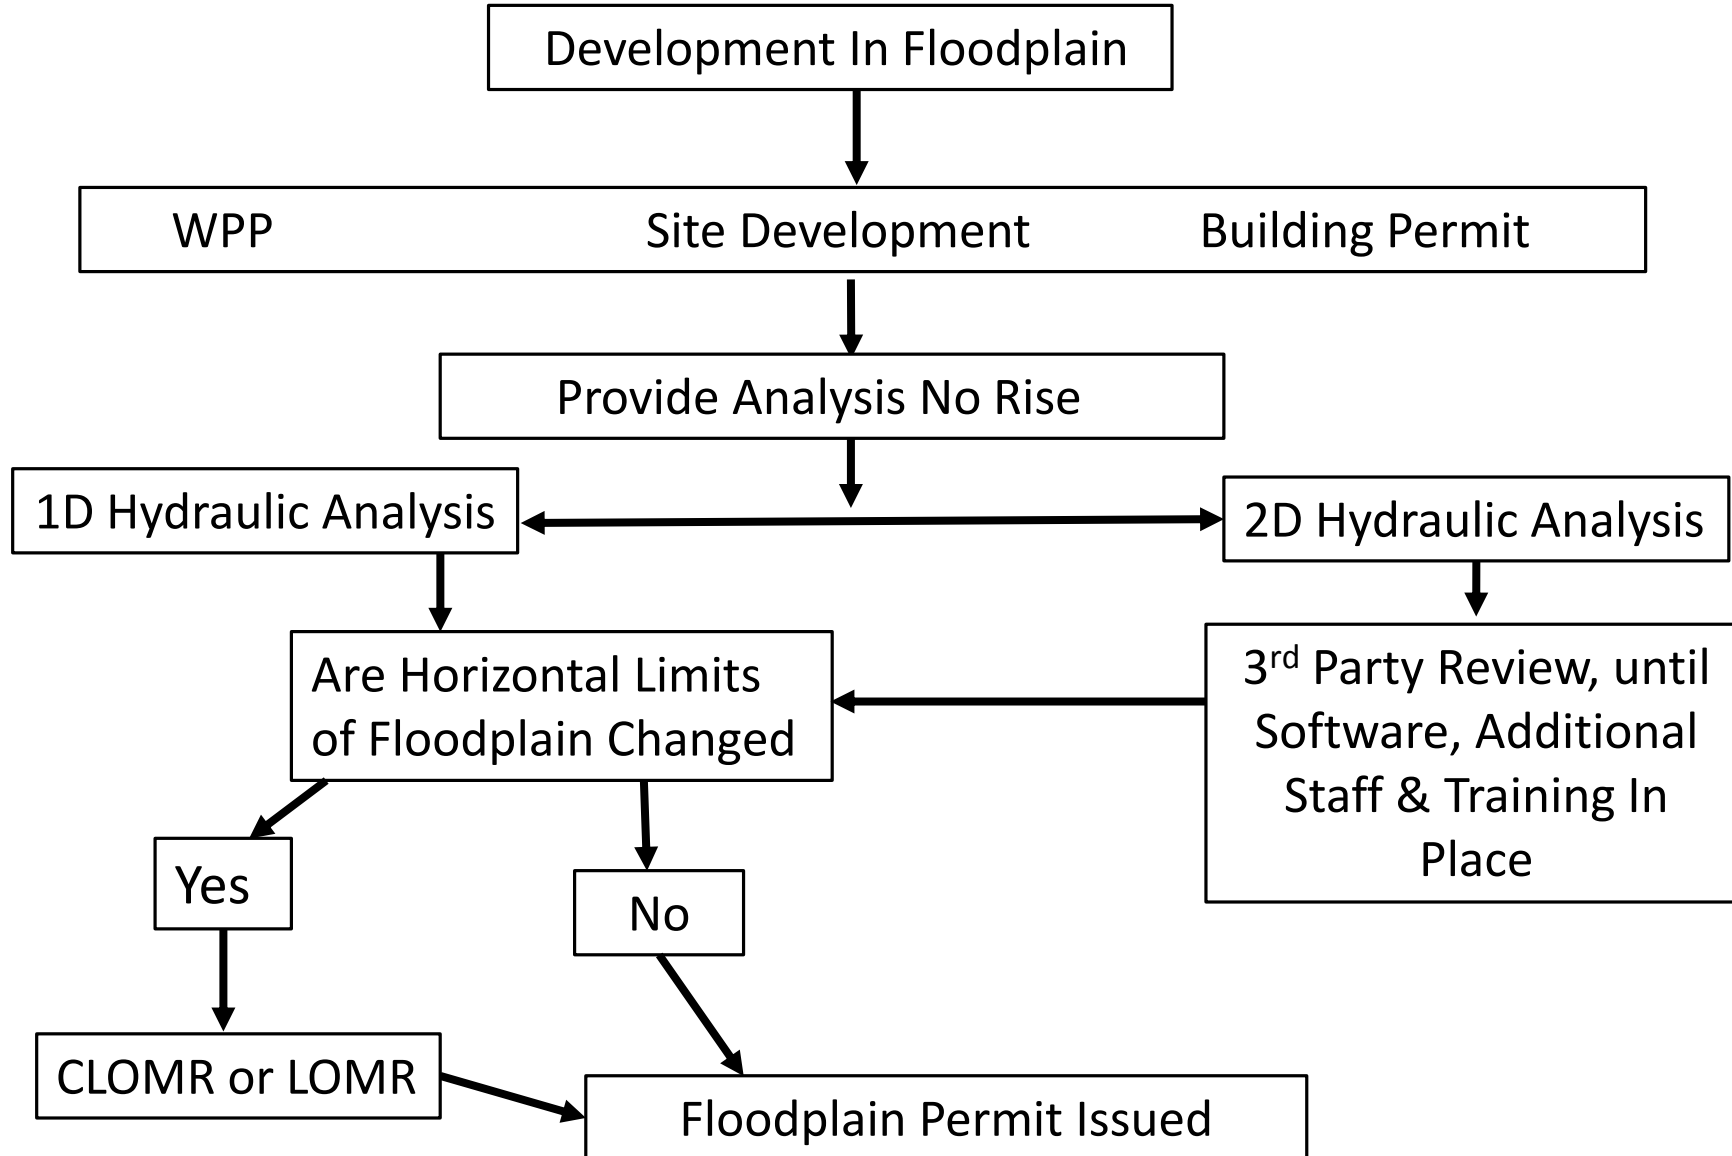 Development In Floodplain
WPP Site Development Building Permit
Provide Analysis No Rise
1D Hydraulic Analysis
2D Hydraulic Analysis
Are Horizontal Limits
of Floodplain Changed
3rd Party Review, until
Software, Additional
Staff & Training In
Place
Yes
No
CLOMR or LOMR
Floodplain Permit Issued